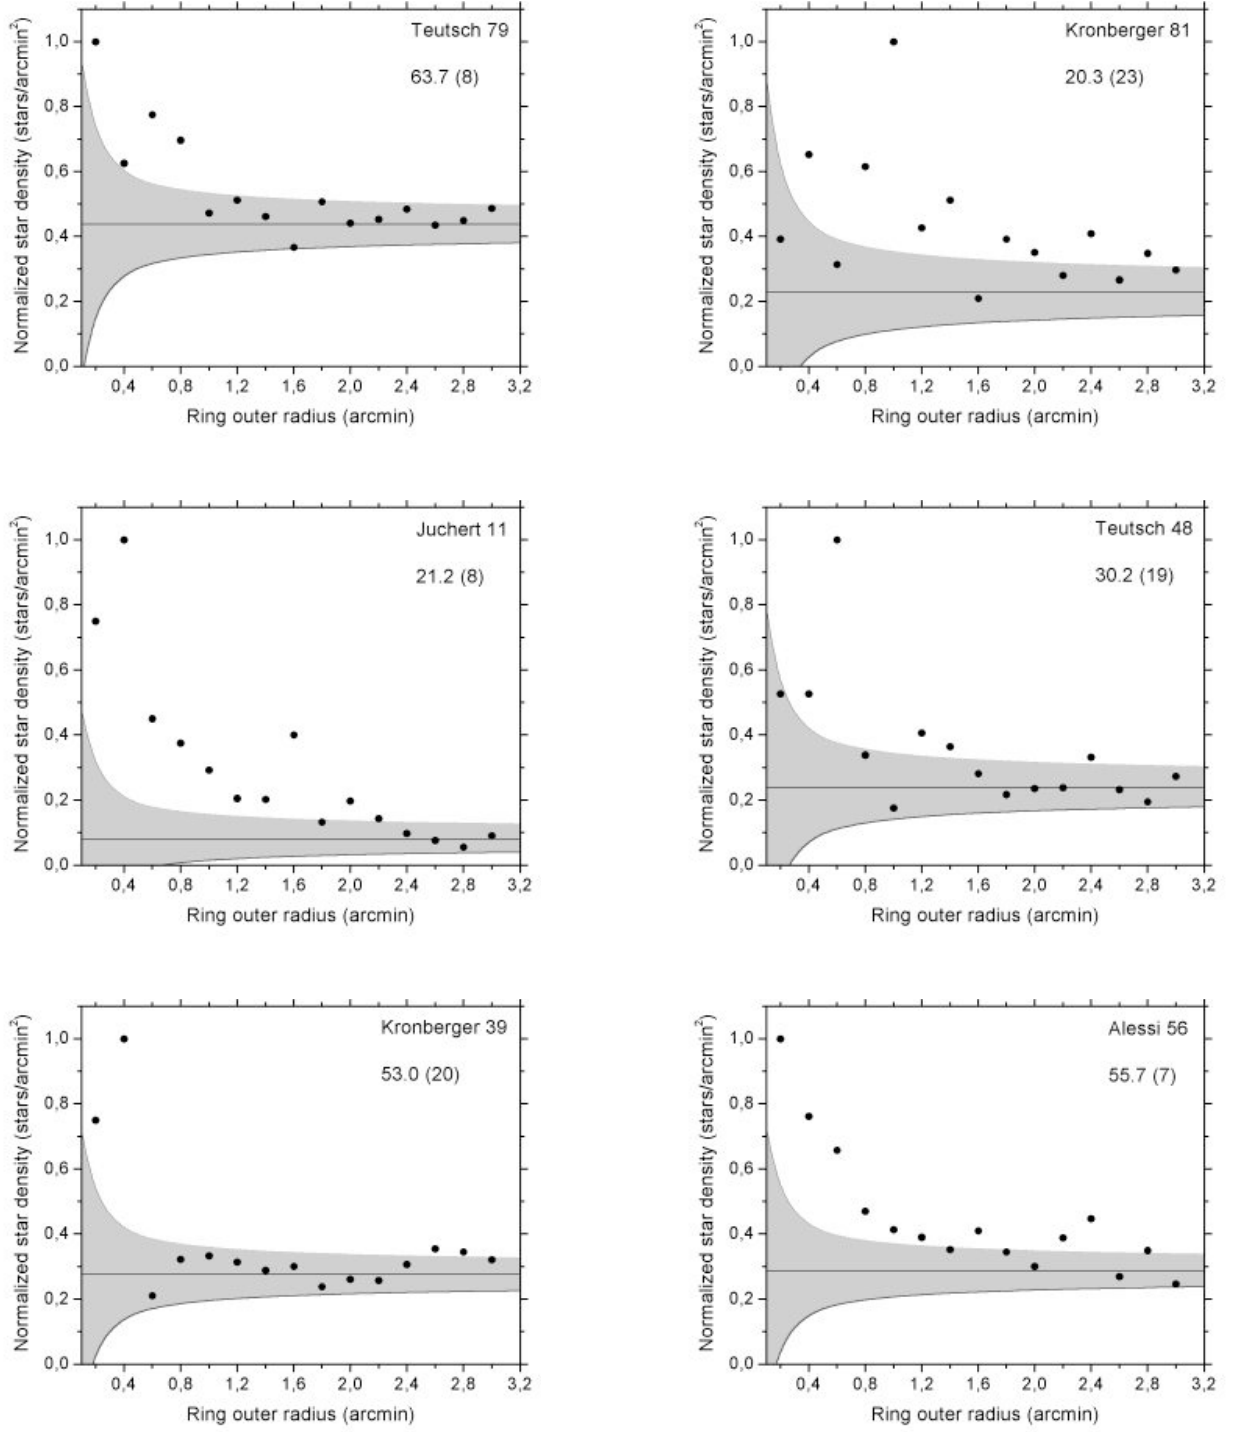 Teutsch 79
63.7 (8)
Normalized star density (stars/arcmin²)
1,0
0,8
0,6
0,4
0,2
0,0
0,4 0,8 1,2 1,6 2,0 2,4 2,8 3,2
Ring outer radius (arcmin)
Kronberger 81
20.3 (23)
Normalized star density (stars/arcmin²)
1,0
0,8
0,6
0,4
0,2
0,0
0,4 0,8 1,2 1,6 2,0 2,4 2,8 3,2
Ring outer radius (arcmin)
Juchert 11
21.2 (8)
Normalized star density (stars/arcmin²)
1,0
0,8
0,6
0,4
0,2
0,0
0,4 0,8 1,2 1,6 2,0 2,4 2,8 3,2
Ring outer radius (arcmin)
Teutsch 48
30.2 (19)
Normalized star density (stars/arcmin²)
1,0
0,8
0,6
0,4
0,2
0,0
0,4 0,8 1,2 1,6 2,0 2,4 2,8 3,2
Ring outer radius (arcmin)
Kronberger 39
53.0 (20)
Normalized star density (stars/arcmin²)
1,0
0,8
0,6
0,4
0,2
0,0
0,4 0,8 1,2 1,6 2,0 2,4 2,8 3,2
Ring outer radius (arcmin)
Alessi 56
55.7 (7)
Normalized star density (stars/arcmin²)
1,0
0,8
0,6
0,4
0,2
0,0
0,4 0,8 1,2 1,6 2,0 2,4 2,8 3,2
Ring outer radius (arcmin)